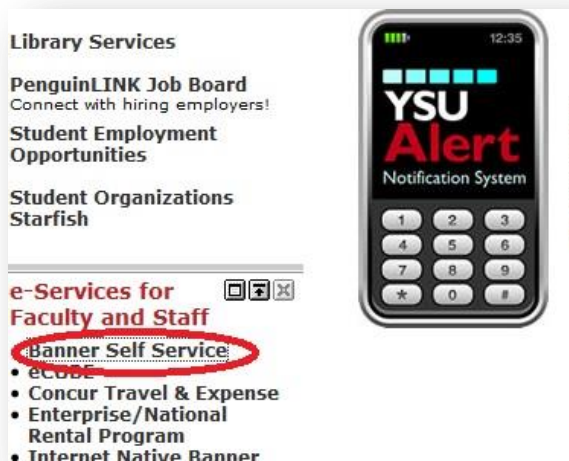 Library Services
PenguinLINK Job Board
Connect with hiring employers!
Student Employment
Opportunities
Student Organizations
Starfish
e-Services for
Faculty and Staff
Banner Self Service
• eCUBE
• Concur Travel & Expense
• Enterprise/National
Rental Program
• Internet Native Banner
12:35
YSU
Alert
Notification System
1 2 3
4 5 6
7 8 9
* 0 #